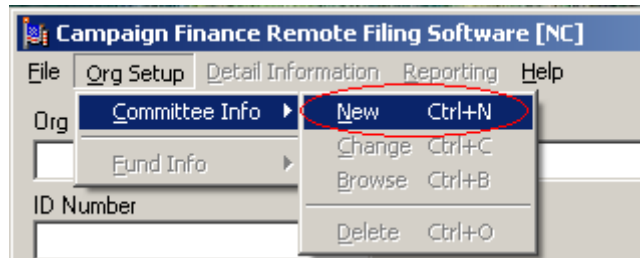 Campaign Finance Remote Filing Software [NC]
File Org Setup Detail Information Reporting Help
Org
Committee Info
Fund Info
New Ctrl+N
Change Ctrl+C
Browse Ctrl+B
Delete Ctrl+O
ID Number